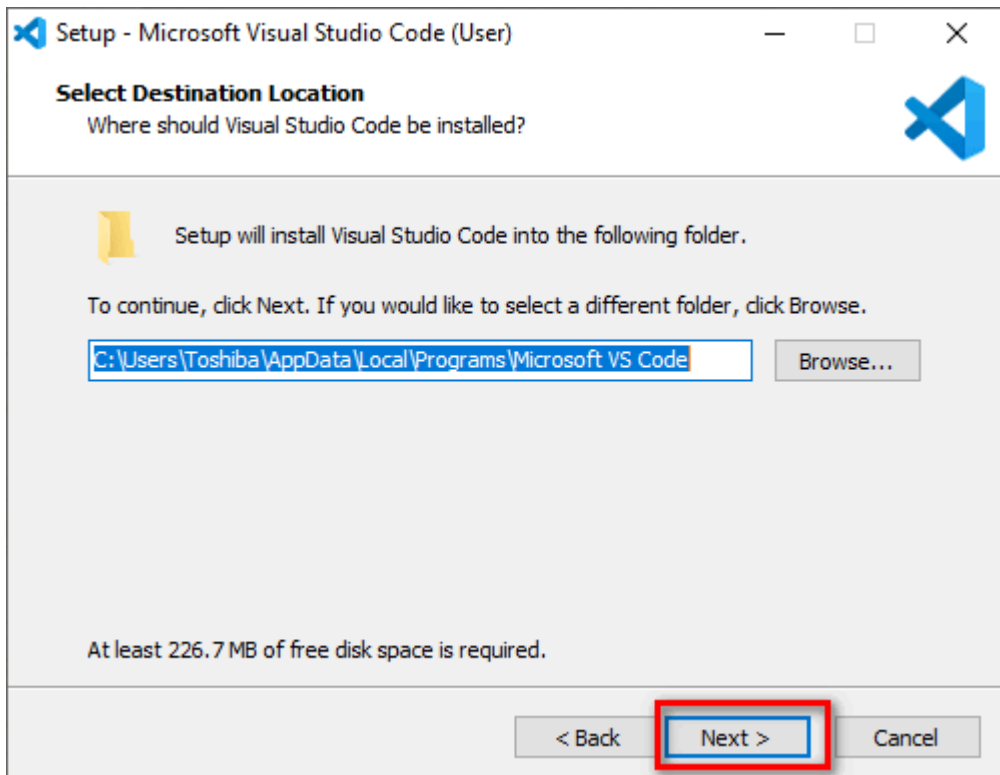 Setup - Microsoft Visual Studio Code (User)
Select Destination Location
Where should Visual Studio Code be installed?
Setup will install Visual Studio Code into the following folder.
To continue, click Next. If you would like to select a different folder, click Browse.
C:\Users\Toshiba\AppData\Local\Programs\Microsoft VS Code
Browse...
At least 226.7 MB of free disk space is required.
< Back
Next >
Cancel